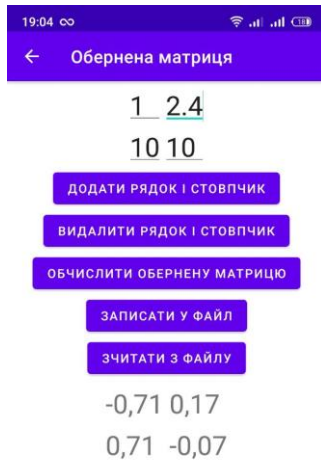 19:04
Обернена матриця
1 2.4
10 10
ДОДАТИ РЯДОК І СТОВПЧИК
ВИДАЛИТИ РЯДОК І СТОВПЧИК
ОБЧИСЛИТИ ОБЕРНЕНУ МАТРИЦЮ
ЗАПИСАТИ У ФАЙЛ
ЗЧИТАТИ З ФАЙЛУ
-0,71 0,17
0,71 -0,07